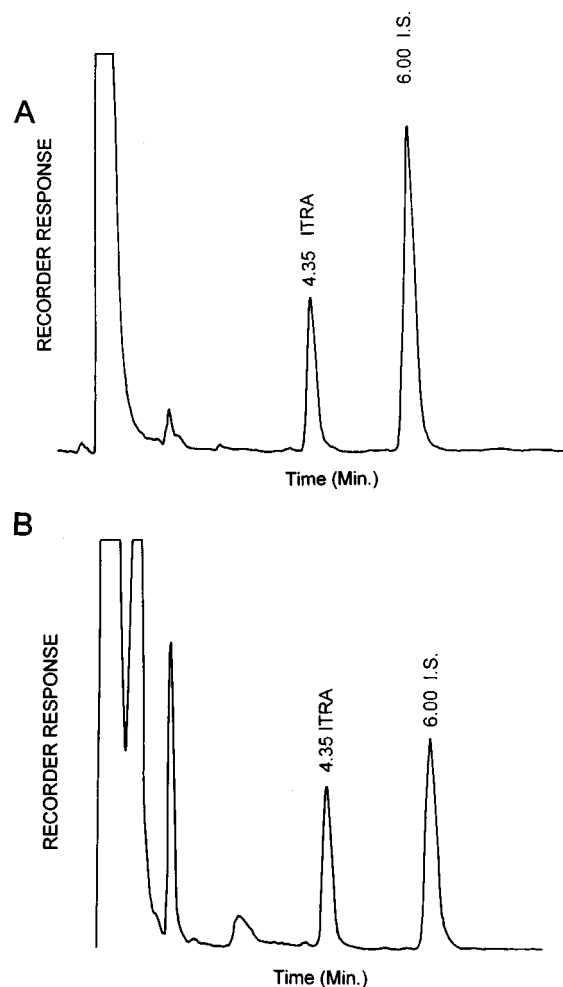 A
RECORDER RESPONSE
4.35 ITRA
6.00 I.S.
Time (Min.)
B
RECORDER RESPONSE
4.35 ITRA
6.00 I.S.
Time (Min.)